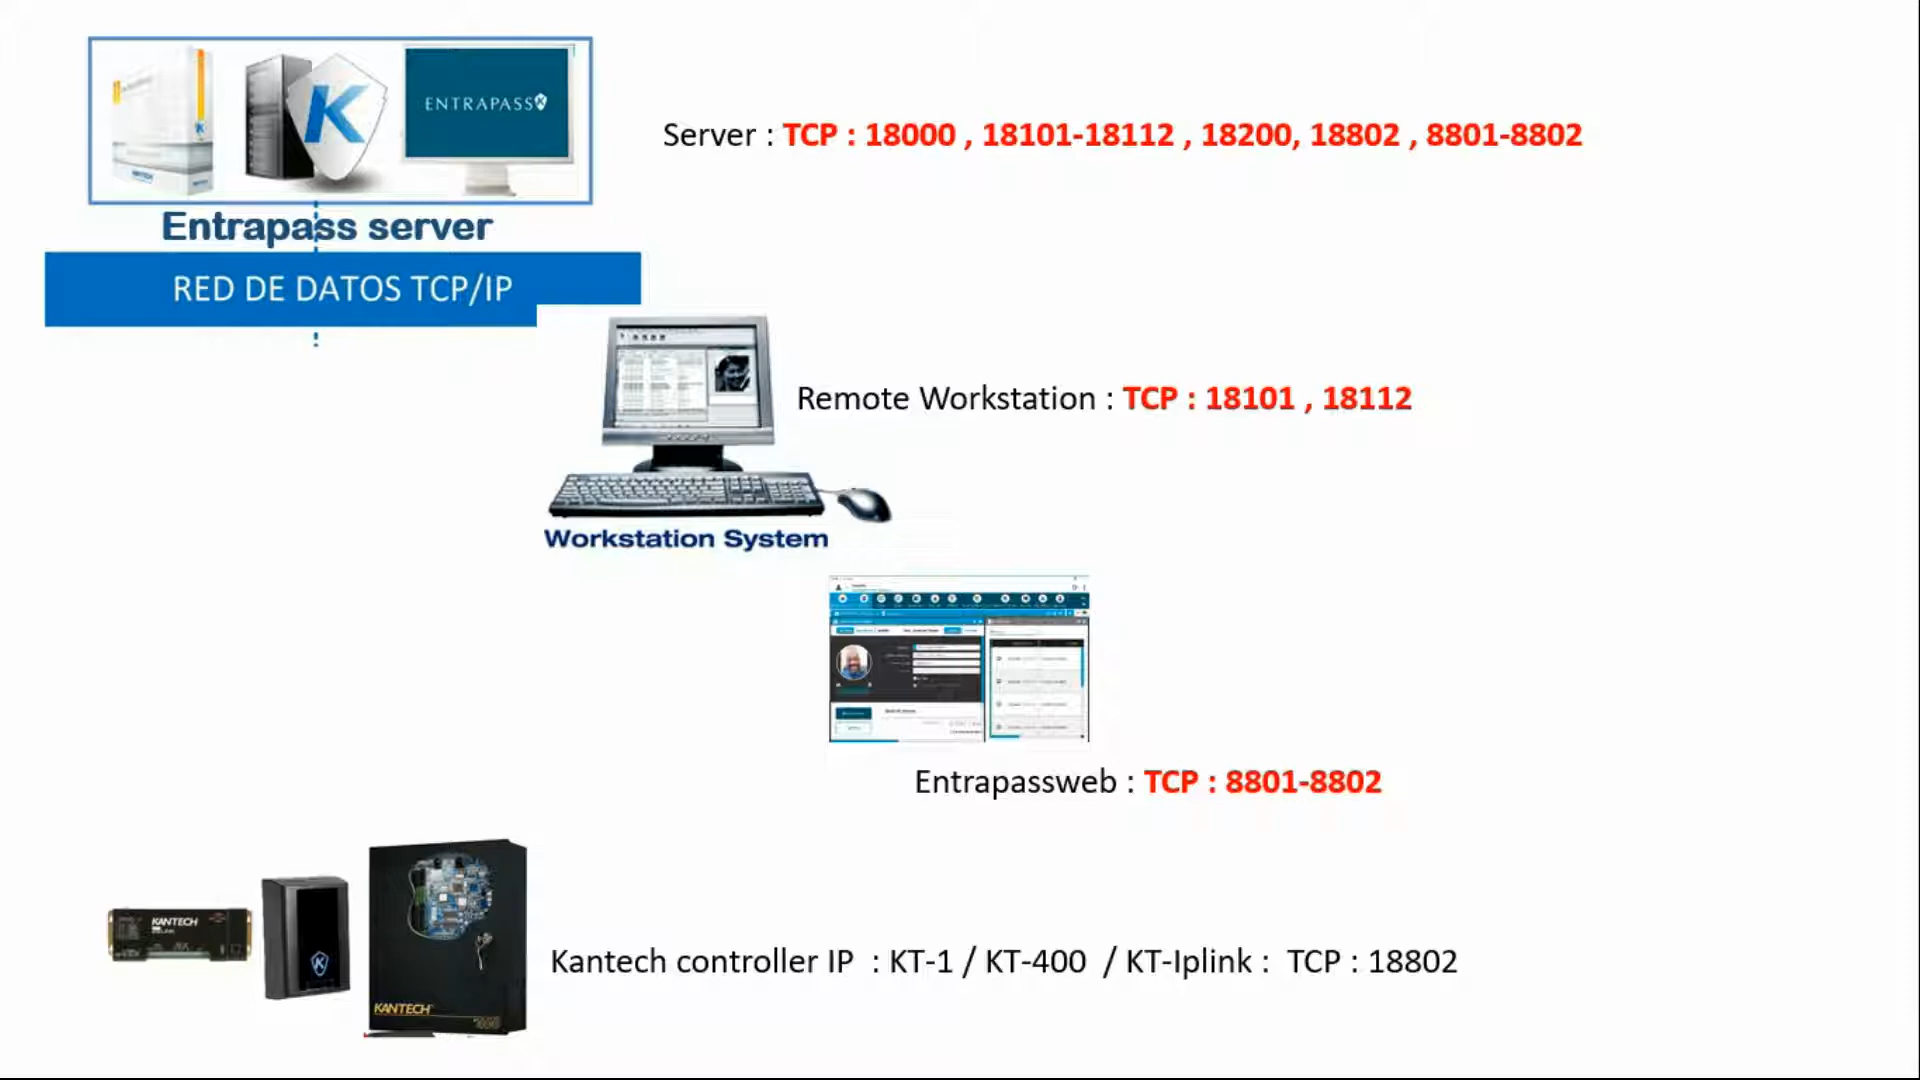 ENTRAPASS
Server : TCP : 18000 , 18101-18112 , 18200, 18802 , 8801-8802
Entrapass server
RED DE DATOS TCP/IP
Remote Workstation : TCP : 18101 , 18112
Workstation System
Entrapassweb : TCP : 8801-8802
KANTECH
Kantech controller IP : KT-1 / KT-400 / KT-Iplink : TCP : 18802
KANTECH